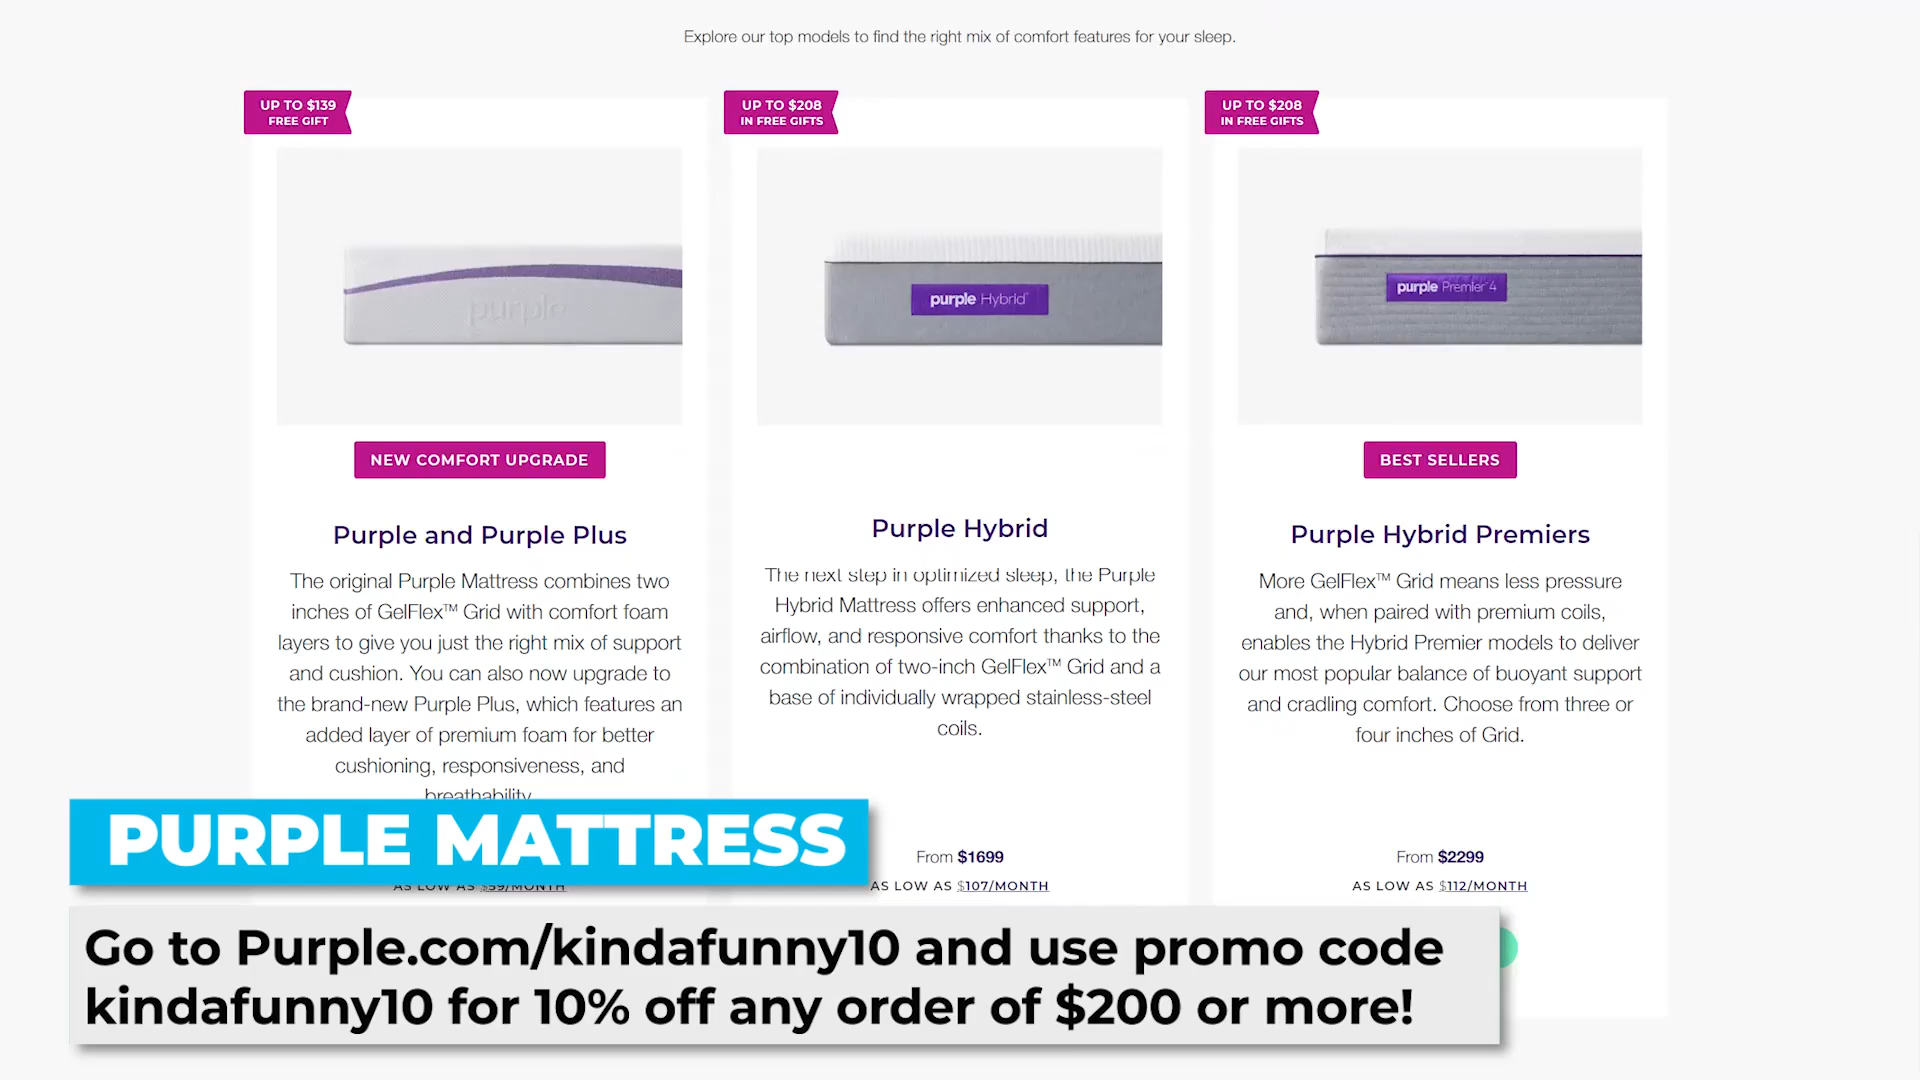 Explore our top models to find the right mix of comfort features for your sleep.
UP TO $139
FREE GIFT
purple
NEW COMFORT UPGRADE
Purple and Purple Plus
The original Purple Mattress combines two
inches of GelFlex™ Grid with comfort foam
layers to give you just the right mix of support
and cushion. You can also now upgrade to
the brand-new Purple Plus, which features an
added layer of premium foam for better
cushioning, responsiveness, and
breathability.
AS LOW AS $59/MONTH
UP TO $208
IN FREE GIFTS
purple Hybrid
Purple Hybrid
The next step in optimized sleep, the Purple
Hybrid Mattress offers enhanced support,
airflow, and responsive comfort thanks to the
combination of two-inch GelFlex™ Grid and a
base of individually wrapped stainless-steel
coils.
From $1699
AS LOW AS $107/MONTH
UP TO $208
IN FREE GIFTS
purple Premier 4
BEST SELLERS
Purple Hybrid Premiers
More GelFlex™ Grid means less pressure
and, when paired with premium coils,
enables the Hybrid Premier models to deliver
our most popular balance of buoyant support
and cradling comfort. Choose from three or
four inches of Grid.
From $2299
AS LOW AS $112/MONTH
PURPLE MATTRESS
Go to Purple.com/kindafunny10 and use promo code
kindafunny10 for 10% off any order of $200 or more!